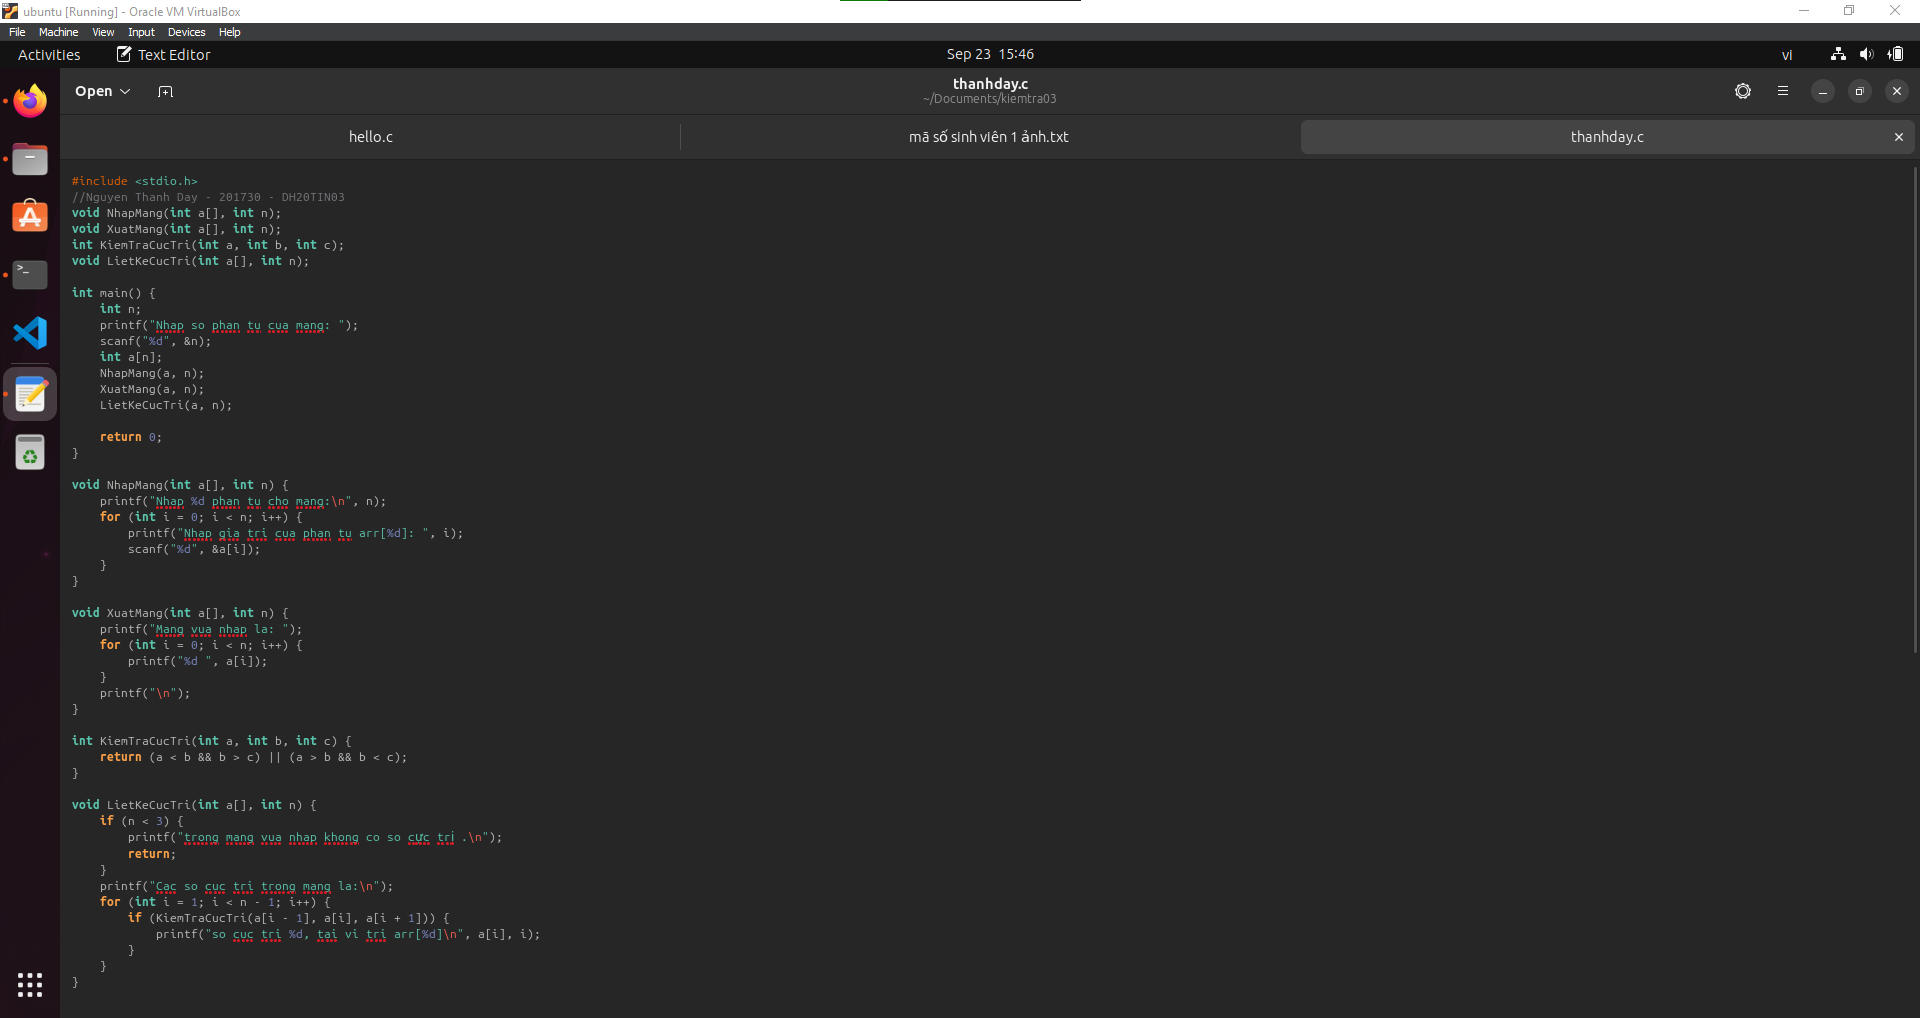 ubuntu [Running] - Oracle VM VirtualBox
File Machine View Input Devices Help
Activities Text Editor Sep 23 15:46 vi
Open
thanhday.c
~/Documents/kiemtra03
hello.c mã số sinh viên 1 ảnh.txt thanhday.c
#include <stdio.h>
//Nguyen Thanh Day - 201730 - DH20TIN03
void NhapMang(int a[], int n);
void XuatMang(int a[], int n);
int KiemTraCucTri(int a, int b, int c);
void LietKeCucTri(int a[], int n);
int main() {
    int n;
    printf("Nhap so phan tu cua mang: ");
    scanf("%d", &n);
    int a[n];
    NhapMang(a, n);
    XuatMang(a, n);
    LietKeCucTri(a, n);
    return 0;
}
void NhapMang(int a[], int n) {
    printf("Nhap %d phan tu cho mang:\n", n);
    for (int i = 0; i < n; i++) {
        printf("Nhap gia tri cua phan tu arr[%d]: ", i);
        scanf("%d", &a[i]);
    }
}
void XuatMang(int a[], int n) {
    printf("Mang vua nhap la: ");
    for (int i = 0; i < n; i++) {
        printf("%d ", a[i]);
    }
    printf("\n");
}
int KiemTraCucTri(int a, int b, int c) {
    return (a < b && b > c) || (a > b && b < c);
}
void LietKeCucTri(int a[], int n) {
    if (n < 3) {
        printf("trong mang vua nhap khong co so cực trị .\n");
        return;
    }
    printf("Cac so cuc tri trong mang la:\n");
    for (int i = 1; i < n - 1; i++) {
        if (KiemTraCucTri(a[i - 1], a[i], a[i + 1])) {
            printf("so cuc tri %d, tai vi tri arr[%d]\n", a[i], i);
        }
    }
}